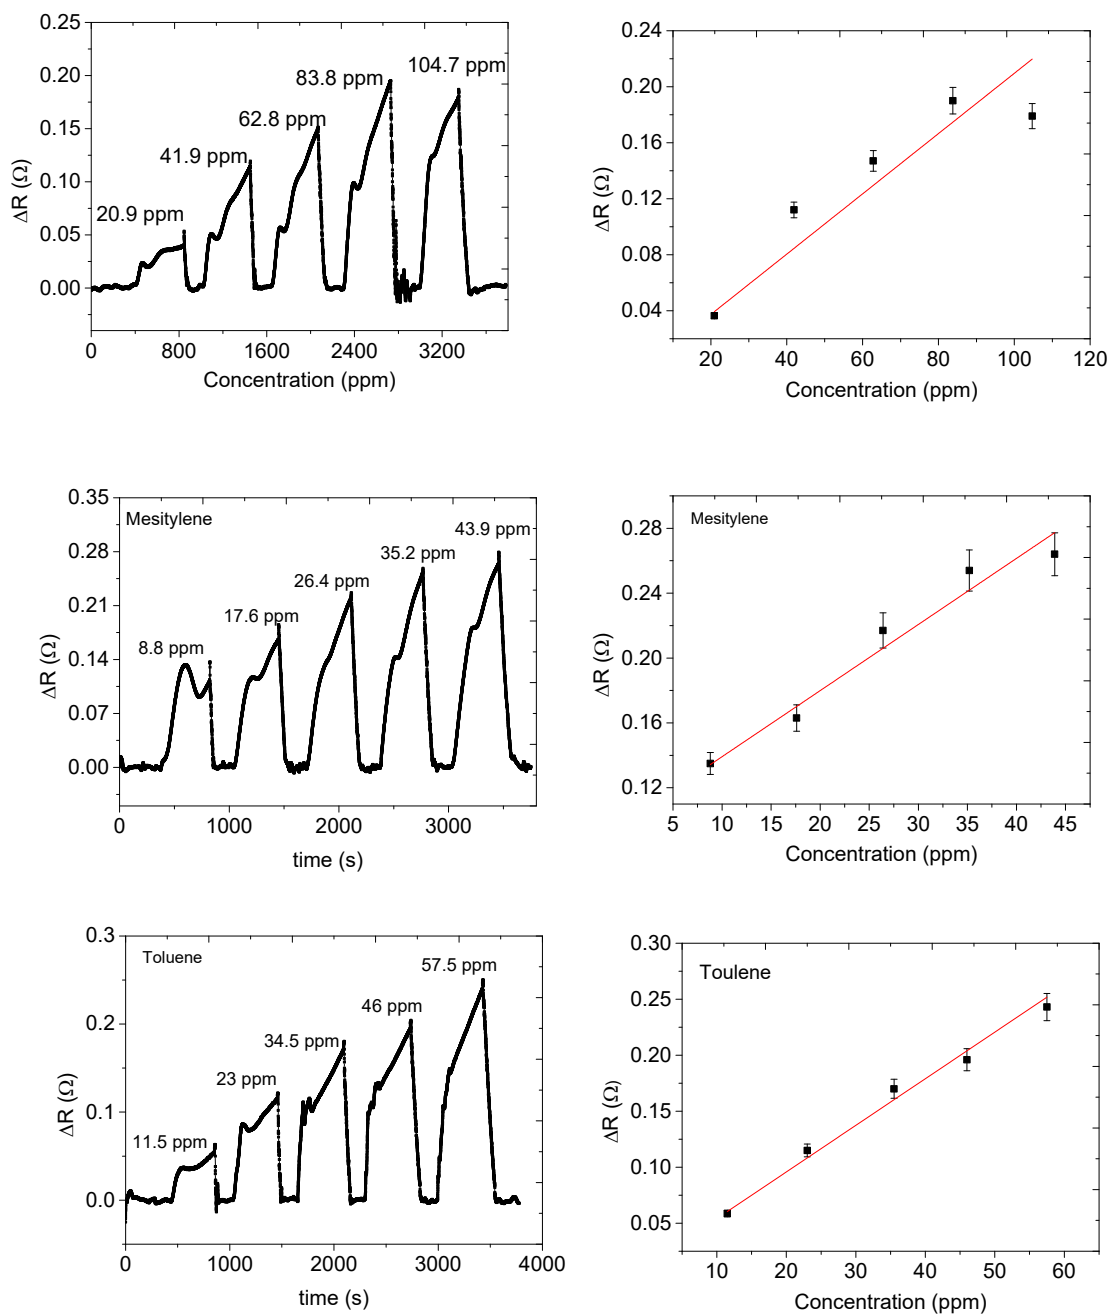 0.25
0.20
0.15
0.10
0.05
0.00
ΔR (Ω)
20.9 ppm
41.9 ppm
62.8 ppm
83.8 ppm
104.7 ppm
0 800 1600 2400 3200
Concentration (ppm)
0.24
0.20
0.16
0.12
0.08
0.04
ΔR (Ω)
20 40 60 80 100 120
Concentration (ppm)
0.35
0.28
0.21
0.14
0.07
0.00
ΔR (Ω)
Mesitylene
8.8 ppm
17.6 ppm
26.4 ppm
35.2 ppm
43.9 ppm
0 1000 2000 3000
time (s)
0.28
0.24
0.20
0.16
0.12
ΔR (Ω)
Mesitylene
5 10 15 20 25 30 35 40 45
Concentration (ppm)
0.3
0.2
0.1
0.0
ΔR (Ω)
Toluene
11.5 ppm
23 ppm
34.5 ppm
46 ppm
57.5 ppm
0 1000 2000 3000 4000
time (s)
0.30
0.25
0.20
0.15
0.10
0.05
ΔR (Ω)
Toulene
10 20 30 40 50 60
Concentration (ppm)